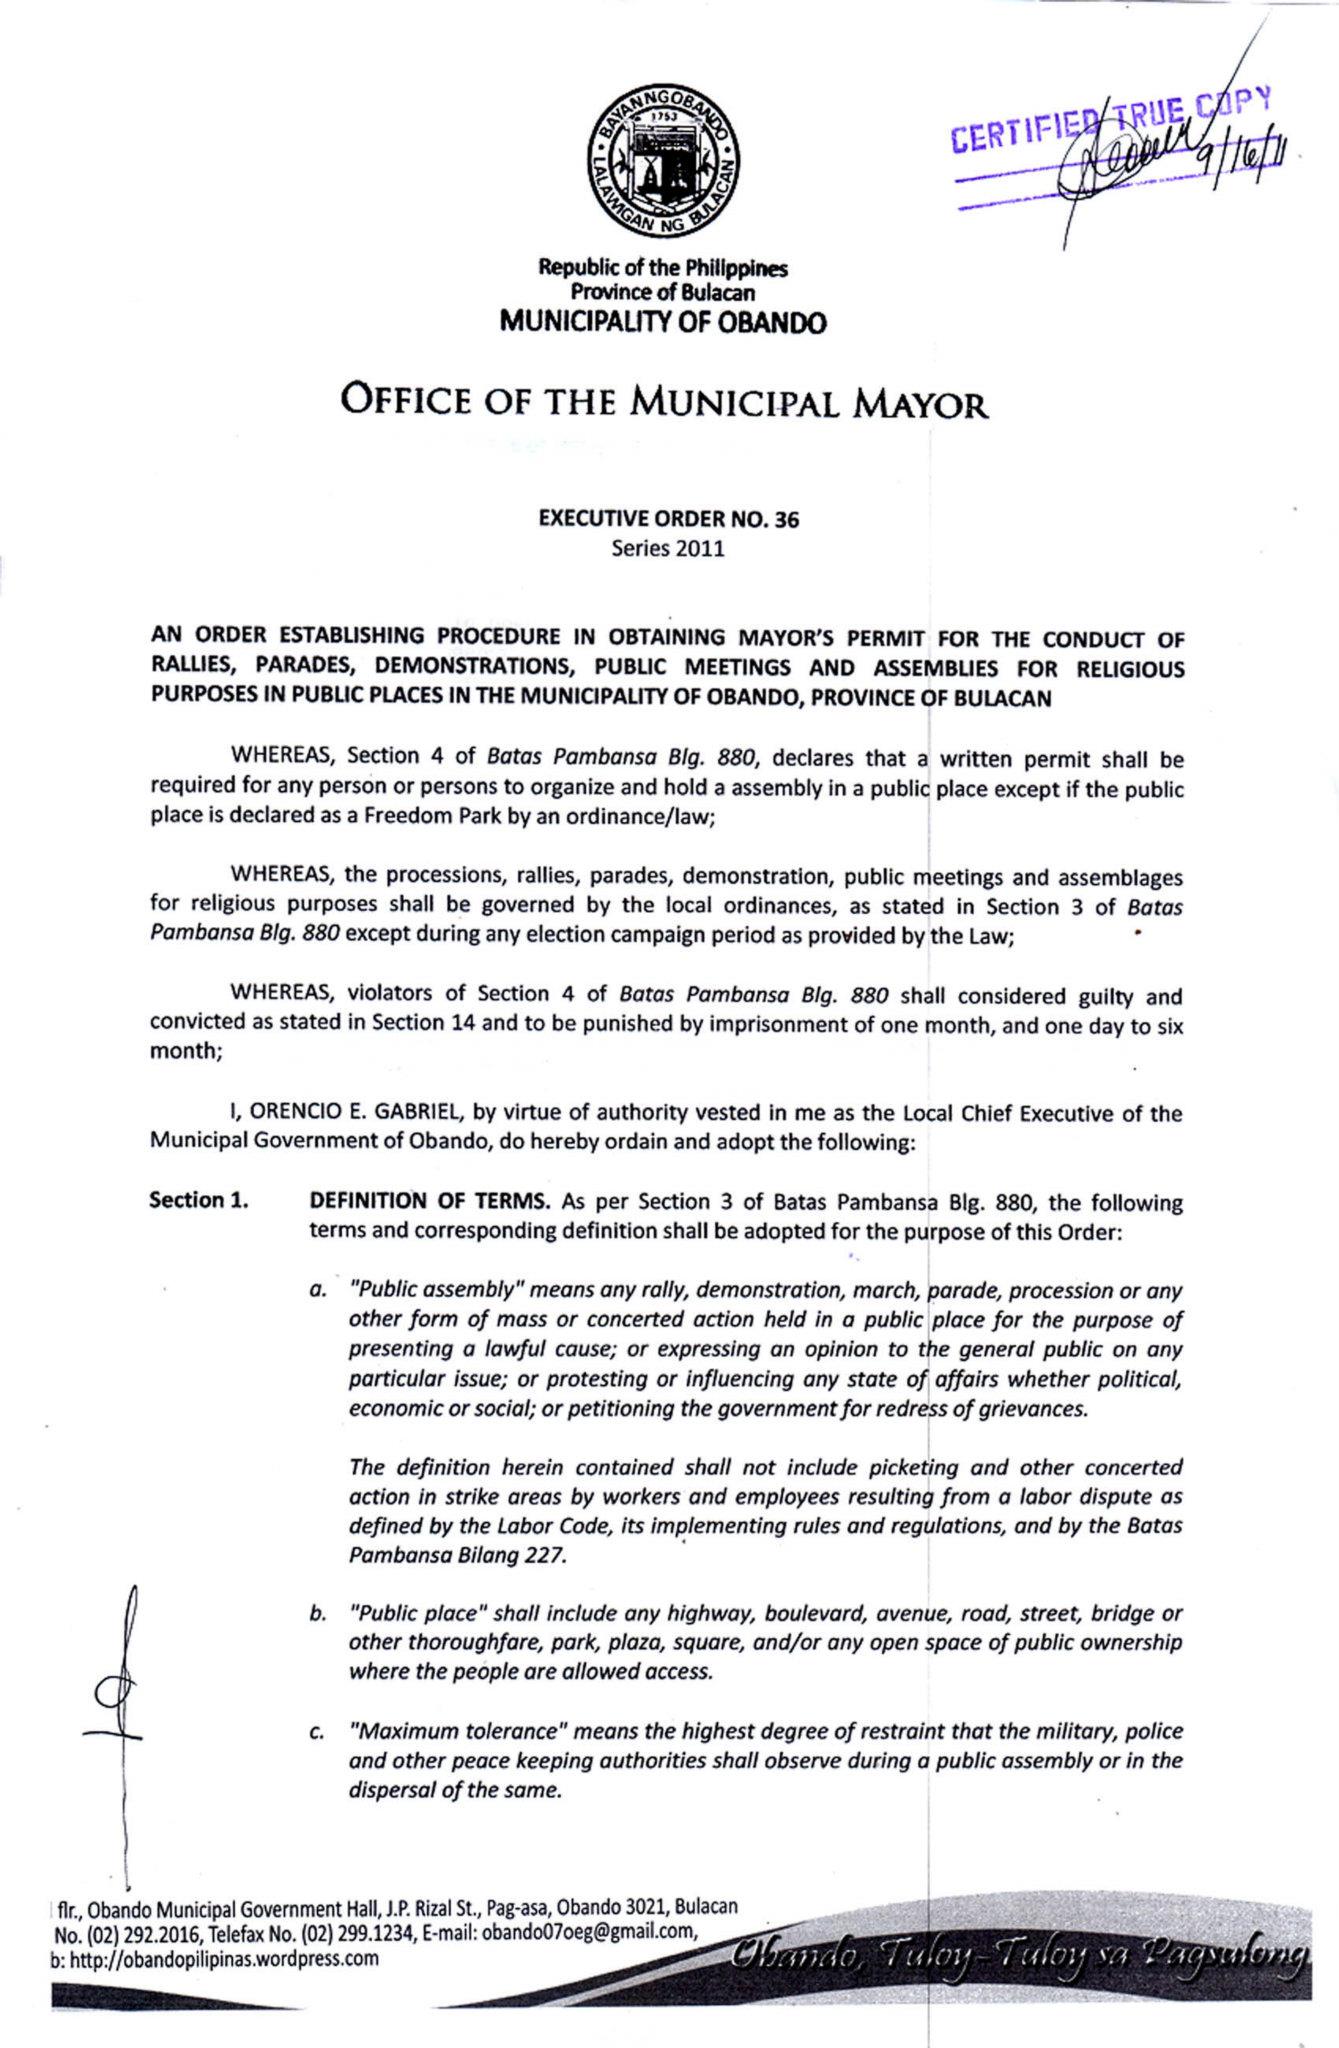 BAYAN NG OBANDO
1753
LALAWIGAN NG BULACAN
CERTIFIED TRUE COPY
9/16/11
Republic of the Philippines
Province of Bulacan
MUNICIPALITY OF OBANDO
OFFICE OF THE MUNICIPAL MAYOR
EXECUTIVE ORDER NO. 36
Series 2011
AN ORDER ESTABLISHING PROCEDURE IN OBTAINING MAYOR'S PERMIT FOR THE CONDUCT OF
RALLIES, PARADES, DEMONSTRATIONS, PUBLIC MEETINGS AND ASSEMBLIES FOR RELIGIOUS
PURPOSES IN PUBLIC PLACES IN THE MUNICIPALITY OF OBANDO, PROVINCE OF BULACAN
WHEREAS, Section 4 of Batas Pambansa Blg. 880, declares that a written permit shall be
required for any person or persons to organize and hold a assembly in a public place except if the public
place is declared as a Freedom Park by an ordinance/law;
WHEREAS, the processions, rallies, parades, demonstration, public meetings and assemblages
for religious purposes shall be governed by the local ordinances, as stated in Section 3 of Batas
Pambansa Blg. 880 except during any election campaign period as provided by the Law;
WHEREAS, violators of Section 4 of Batas Pambansa Blg. 880 shall considered guilty and
convicted as stated in Section 14 and to be punished by imprisonment of one month, and one day to six
month;
I, ORENCIO E. GABRIEL, by virtue of authority vested in me as the Local Chief Executive of the
Municipal Government of Obando, do hereby ordain and adopt the following:
Section 1. DEFINITION OF TERMS. As per Section 3 of Batas Pambansa Blg. 880, the following
terms and corresponding definition shall be adopted for the purpose of this Order:
a. "Public assembly" means any rally, demonstration, march, parade, procession or any
other form of mass or concerted action held in a public place for the purpose of
presenting a lawful cause; or expressing an opinion to the general public on any
particular issue; or protesting or influencing any state of affairs whether political,
economic or social; or petitioning the government for redress of grievances.
The definition herein contained shall not include picketing and other concerted
action in strike areas by workers and employees resulting from a labor dispute as
defined by the Labor Code, its implementing rules and regulations, and by the Batas
Pambansa Bilang 227.
b. "Public place" shall include any highway, boulevard, avenue, road, street, bridge or
other thoroughfare, park, plaza, square, and/or any open space of public ownership
where the people are allowed access.
c. "Maximum tolerance" means the highest degree of restraint that the military, police
and other peace keeping authorities shall observe during a public assembly or in the
dispersal of the same.
flr., Obando Municipal Government Hall, J.P. Rizal St., Pag-asa, Obando 3021, Bulacan
No. (02) 292.2016, Telefax No. (02) 299.1234, E-mail: obando07oeg@gmail.com,
b: http://obandopilipinas.wordpress.com
Obando, Tuloy-Tuloy sa Pagsulong